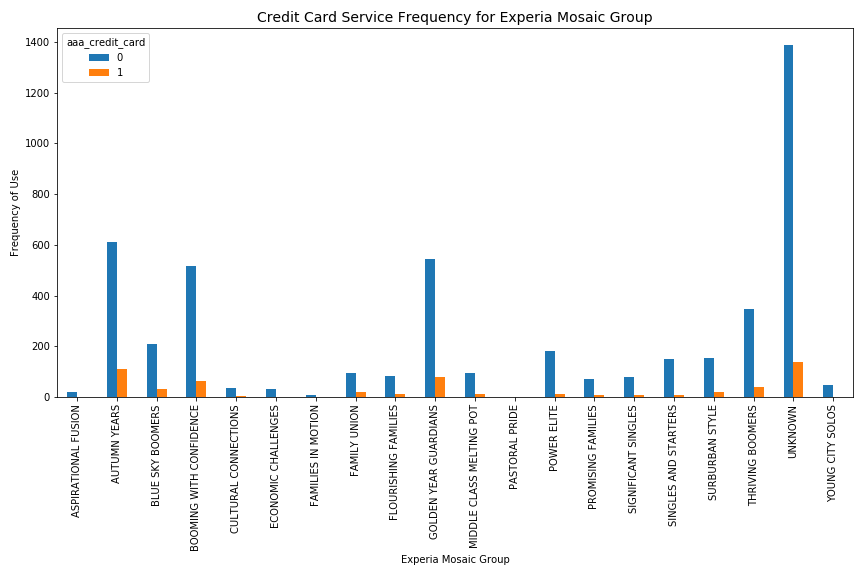 Credit Card Service Frequency for Experia Mosaic Group
aaa_credit_card
0
1
Frequency of Use
1400
1200
1000
800
600
400
200
0
ASPIRATIONAL FUSION
AUTUMN YEARS
BLUE SKY BOOMERS
BOOMING WITH CONFIDENCE
CULTURAL CONNECTIONS
ECONOMIC CHALLENGES
FAMILIES IN MOTION
FAMILY UNION
FLOURISHING FAMILIES
GOLDEN YEAR GUARDIANS
MIDDLE CLASS MELTING POT
PASTORAL PRIDE
POWER ELITE
PROMISING FAMILIES
SIGNIFICANT SINGLES
SINGLES AND STARTERS
SURBURBAN STYLE
THRIVING BOOMERS
UNKNOWN
YOUNG CITY SOLOS
Experia Mosaic Group